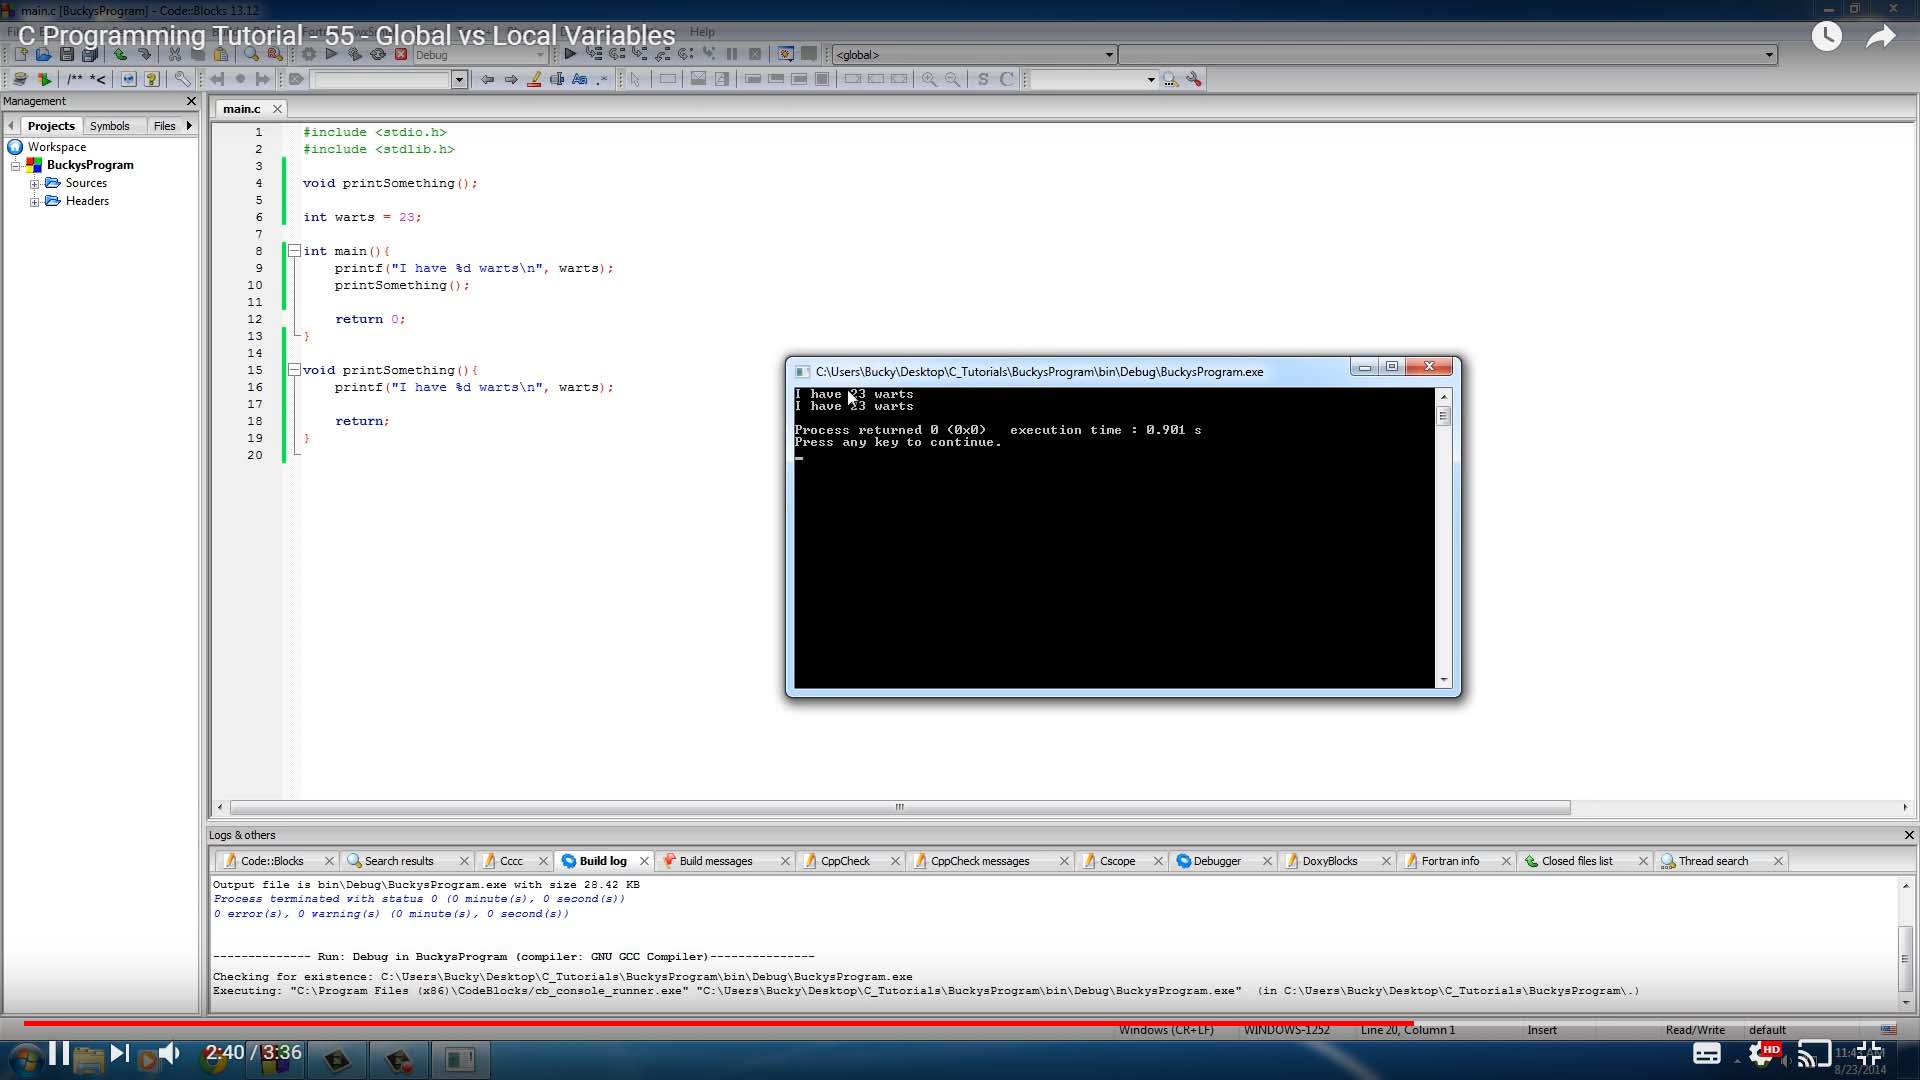 main.c [BuckysProgram] - Code::Blocks 13.12
C Programming Tutorial - 55 - Global vs Local Variables
Help
Debug
<global>
/** *<
S C
Management
main.c
Projects Symbols Files
Workspace
BuckysProgram
Sources
Headers
1 #include <stdio.h>
2 #include <stdlib.h>
3
4 void printSomething();
5
6 int warts = 23;
7
8 int main(){
9 printf("I have %d warts\n", warts);
10 printSomething();
11
12 return 0;
13 }
14
15 void printSomething(){
16 printf("I have %d warts\n", warts);
17
18 return;
19 }
20
C:\Users\Bucky\Desktop\C_Tutorials\BuckysProgram\bin\Debug\BuckysProgram.exe
I have 23 warts
I have 23 warts
Process returned 0 (0x0) execution time : 0.901 s
Press any key to continue.
Logs & others
Code::Blocks Search results Cccc Build log Build messages CppCheck CppCheck messages Cscope Debugger DoxyBlocks Fortran info Closed files list Thread search
Output file is bin\Debug\BuckysProgram.exe with size 28.42 KB
Process terminated with status 0 (0 minute(s), 0 second(s))
0 error(s), 0 warning(s) (0 minute(s), 0 second(s))
-------------- Run: Debug in BuckysProgram (compiler: GNU GCC Compiler)---------------
Checking for existence: C:\Users\Bucky\Desktop\C_Tutorials\BuckysProgram\bin\Debug\BuckysProgram.exe
Executing: "C:\Program Files (x86)\CodeBlocks/cb_console_runner.exe" "C:\Users\Bucky\Desktop\C_Tutorials\BuckysProgram\bin\Debug\BuckysProgram.exe" (in C:\Users\Bucky\Desktop\C_Tutorials\BuckysProgram\.)
Windows (CR+LF) WINDOWS-1252 Line 20, Column 1 Insert Read/Write default
2:40 / 3:36
HD
8/23/2014